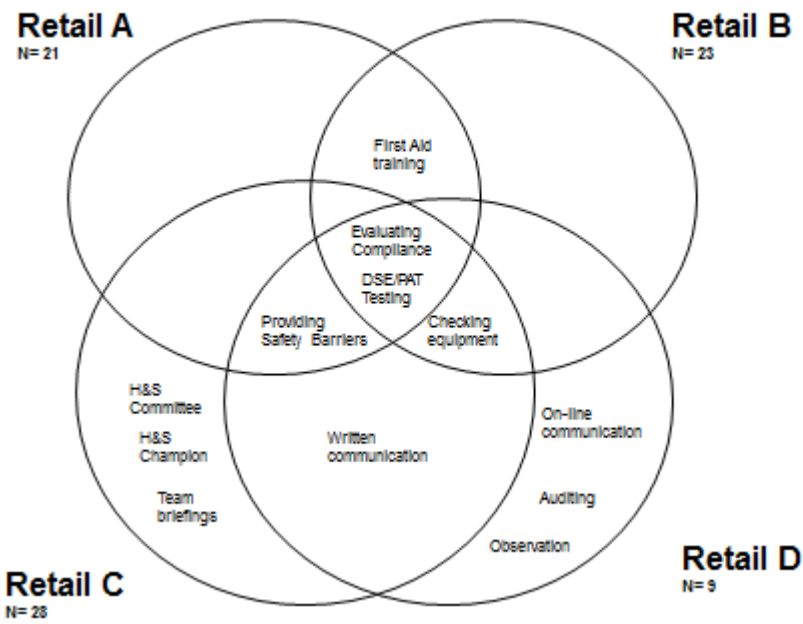 Retail A
N= 21
Retail B
N= 23
First Aid
training
Evaluating
Compliance
DSE/PAT
Testing
Providing
Safety Barriers
Checking
equipment
H&S
Committee
H&S
Champion
Team
briefings
Written
communication
On-line
communication
Auditing
Observation
Retail C
N= 28
Retail D
N= 9